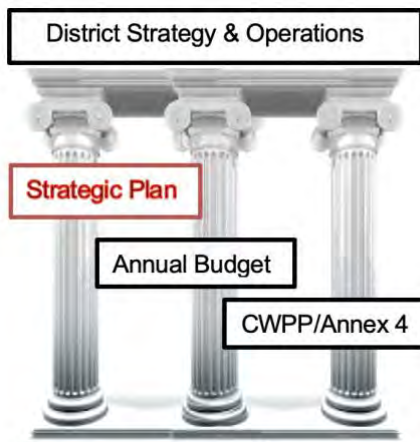 District Strategy & Operations
Strategic Plan
Annual Budget
CWPP/Annex 4